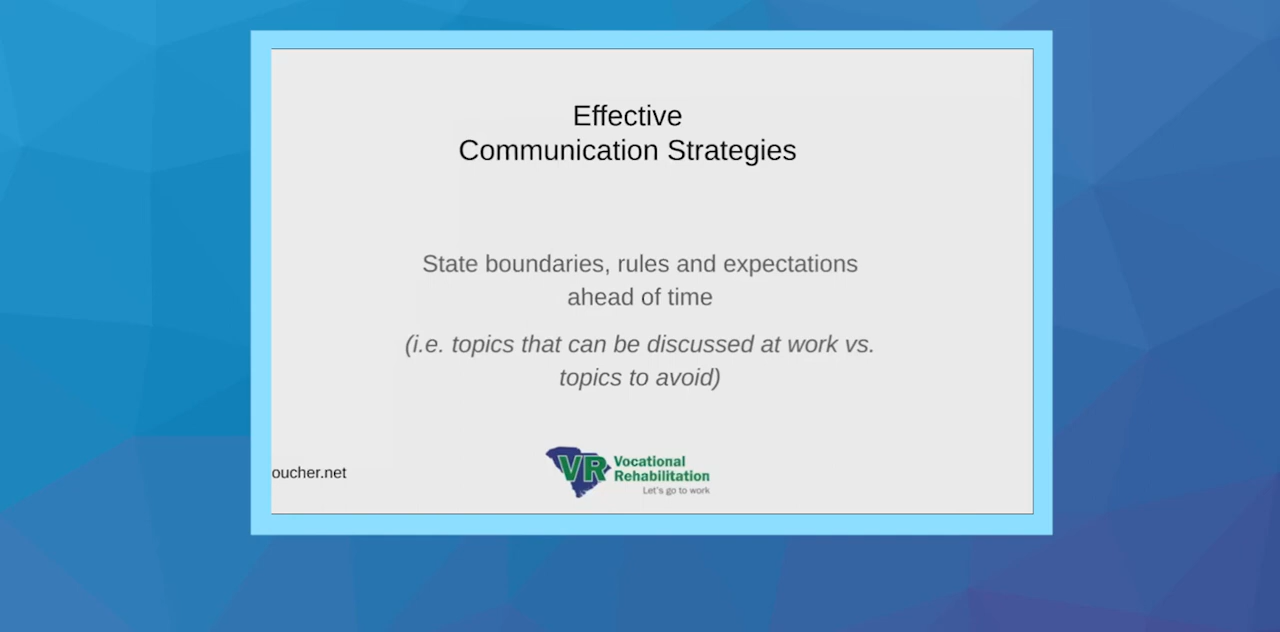 Effective
Communication Strategies
State boundaries, rules and expectations
ahead of time
(i.e. topics that can be discussed at work vs.
topics to avoid)
oucher.net
VR Vocational
Rehabilitation
Let's go to work